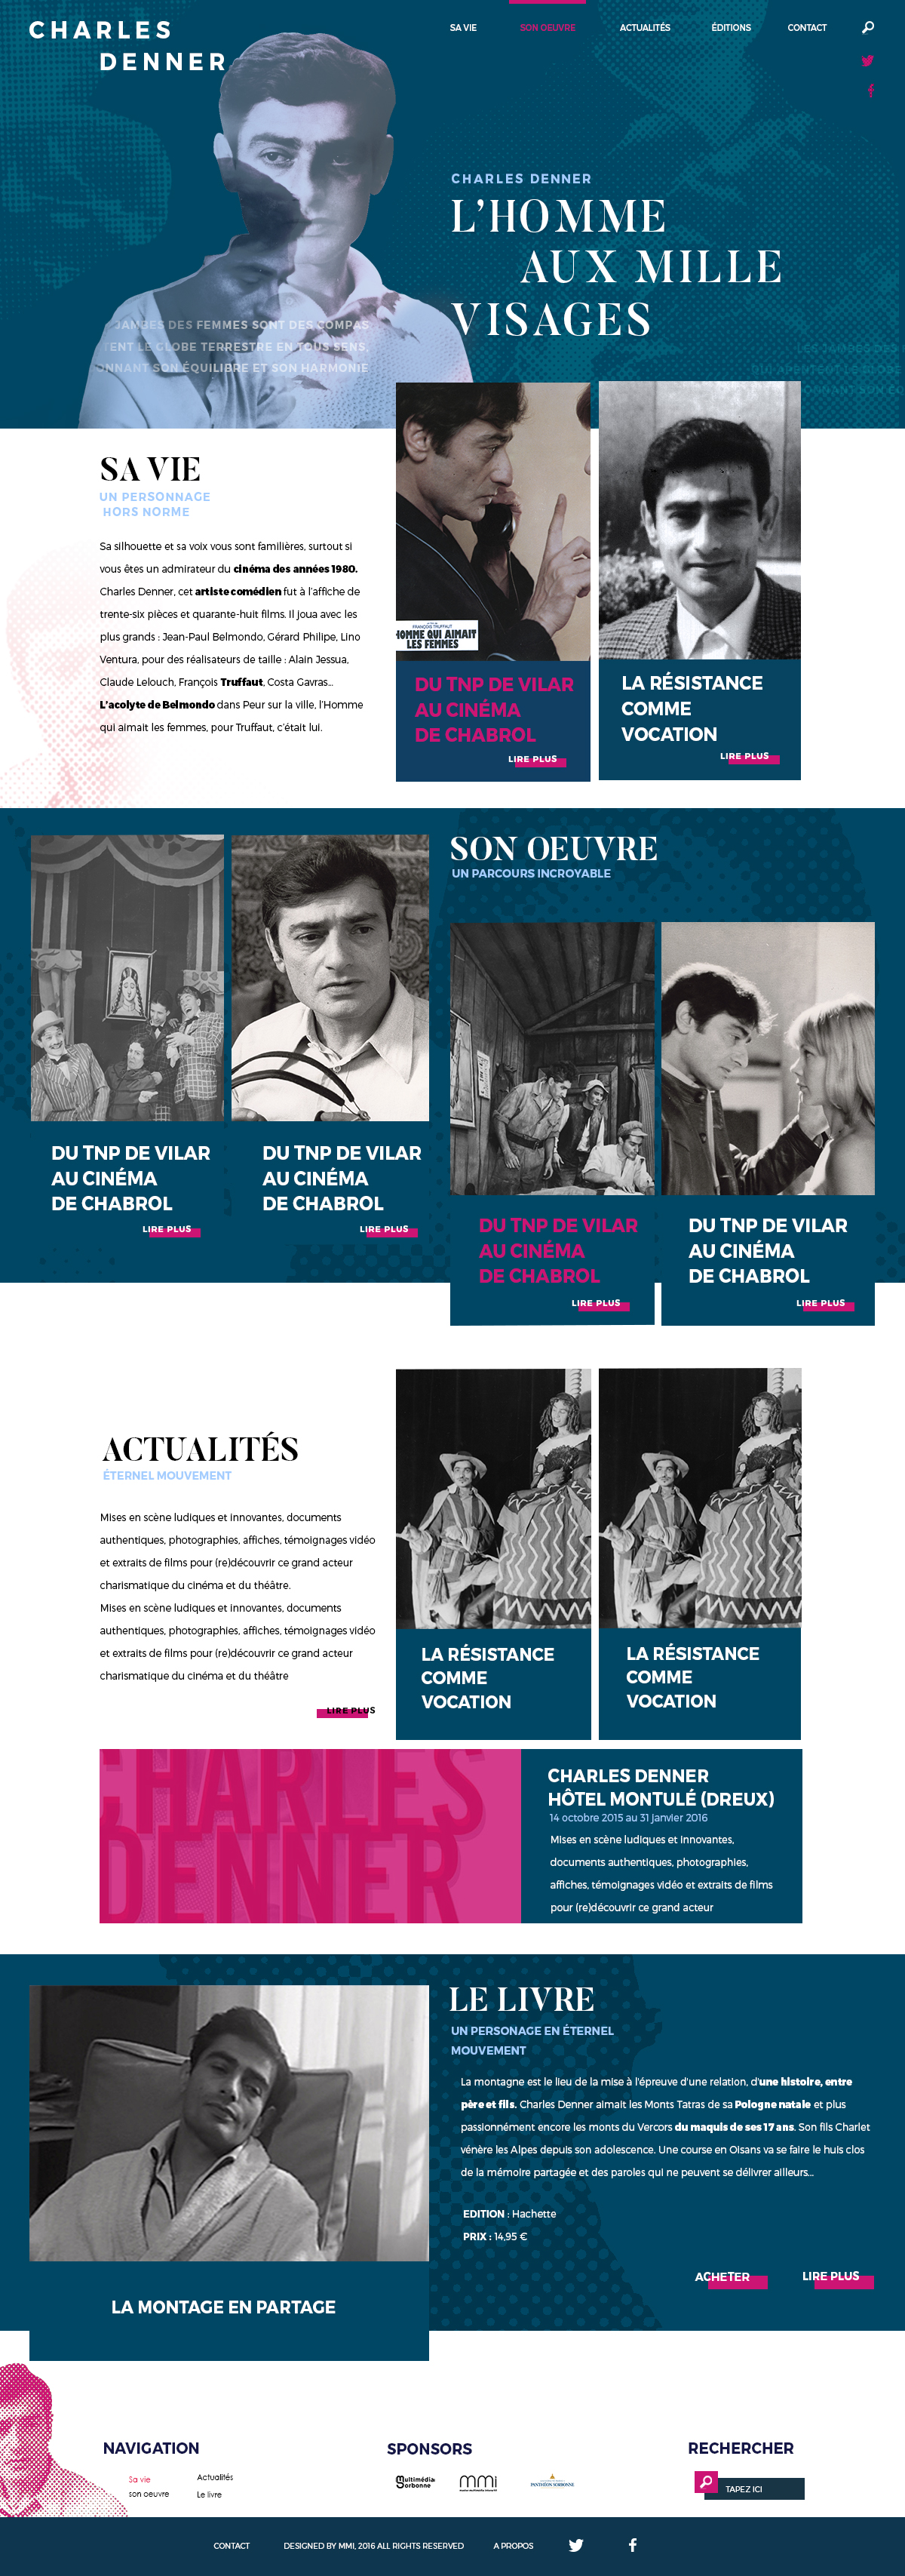 CHARLES
DENNER
SA VIE
SON OEUVRE
ACTUALITÉS
ÉDITIONS
CONTACT
CHARLES DENNER
L'HOMME
AUX MILLE
VISAGES
JAMBES DES FEMMES SONT DES COMPAS
TENT LE GLOBE TERRESTRE EN TOUS SENS,
ONNANT SON ÉQUILIBRE ET SON HARMONIE
SA VIE
UN PERSONNAGE
HORS NORME
Sa silhouette et sa voix vous sont familières, surtout si
vous êtes un admirateur du cinéma des années 1980.
Charles Denner, cet artiste comédien fut à l'affiche de
trente-six pièces et quarante-huit films. Il joua avec les
plus grands : Jean-Paul Belmondo, Gérard Philipe, Lino
Ventura, pour des réalisateurs de taille : Alain Jessua,
Claude Lelouch, François Truffaut, Costa Gavras...
L'acolyte de Belmondo dans Peur sur la ville, l'Homme
qui aimait les femmes, pour Truffaut, c'était lui.
FRANÇOIS TRUFFAUT
HOMME QUI AIMAIT
LES FEMMES
DU TNP DE VILAR
AU CINÉMA
DE CHABROL
LIRE PLUS
LA RÉSISTANCE
COMME
VOCATION
LIRE PLUS
SON OEUVRE
UN PARCOURS INCROYABLE
DU TNP DE VILAR
AU CINÉMA
DE CHABROL
LIRE PLUS
DU TNP DE VILAR
AU CINÉMA
DE CHABROL
LIRE PLUS
DU TNP DE VILAR
AU CINÉMA
DE CHABROL
LIRE PLUS
DU TNP DE VILAR
AU CINÉMA
DE CHABROL
LIRE PLUS
ACTUALITÉS
ÉTERNEL MOUVEMENT
Mises en scène ludiques et innovantes, documents
authentiques, photographies, affiches, témoignages vidéo
et extraits de films pour (re)découvrir ce grand acteur
charismatique du cinéma et du théâtre.
Mises en scène ludiques et innovantes, documents
authentiques, photographies, affiches, témoignages vidéo
et extraits de films pour (re)découvrir ce grand acteur
charismatique du cinéma et du théâtre
LIRE PLUS
LA RÉSISTANCE
COMME
VOCATION
LA RÉSISTANCE
COMME
VOCATION
CHARLES
DENNER
CHARLES DENNER
HÔTEL MONTULÉ (DREUX)
14 octobre 2015 au 31 janvier 2016
Mises en scène ludiques et innovantes,
documents authentiques, photographies,
affiches, témoignages vidéo et extraits de films
pour (re)découvrir ce grand acteur
LE LIVRE
UN PERSONAGE EN ÉTERNEL
MOUVEMENT
La montagne est le lieu de la mise à l'épreuve d'une relation, d'une histoire, entre
père et fils. Charles Denner aimait les Monts Tatras de sa Pologne natale et plus
passionnément encore les monts du Vercors du maquis de ses 17 ans. Son fils Charlet
vénère les Alpes depuis son adolescence. Une course en Oisans va se faire le huis clos
de la mémoire partagée et des paroles qui ne peuvent se délivrer ailleurs...
EDITION : Hachette
PRIX : 14,95 €
ACHETER
LIRE PLUS
LA MONTAGE EN PARTAGE
NAVIGATION
Sa vie
son oeuvre
Actualités
Le livre
SPONSORS
Multimédia
Sorbonne
mmi
PANTHÉON SORBONNE
RECHERCHER
TAPEZ ICI
CONTACT
DESIGNED BY MMI, 2016 ALL RIGHTS RESERVED
A PROPOS